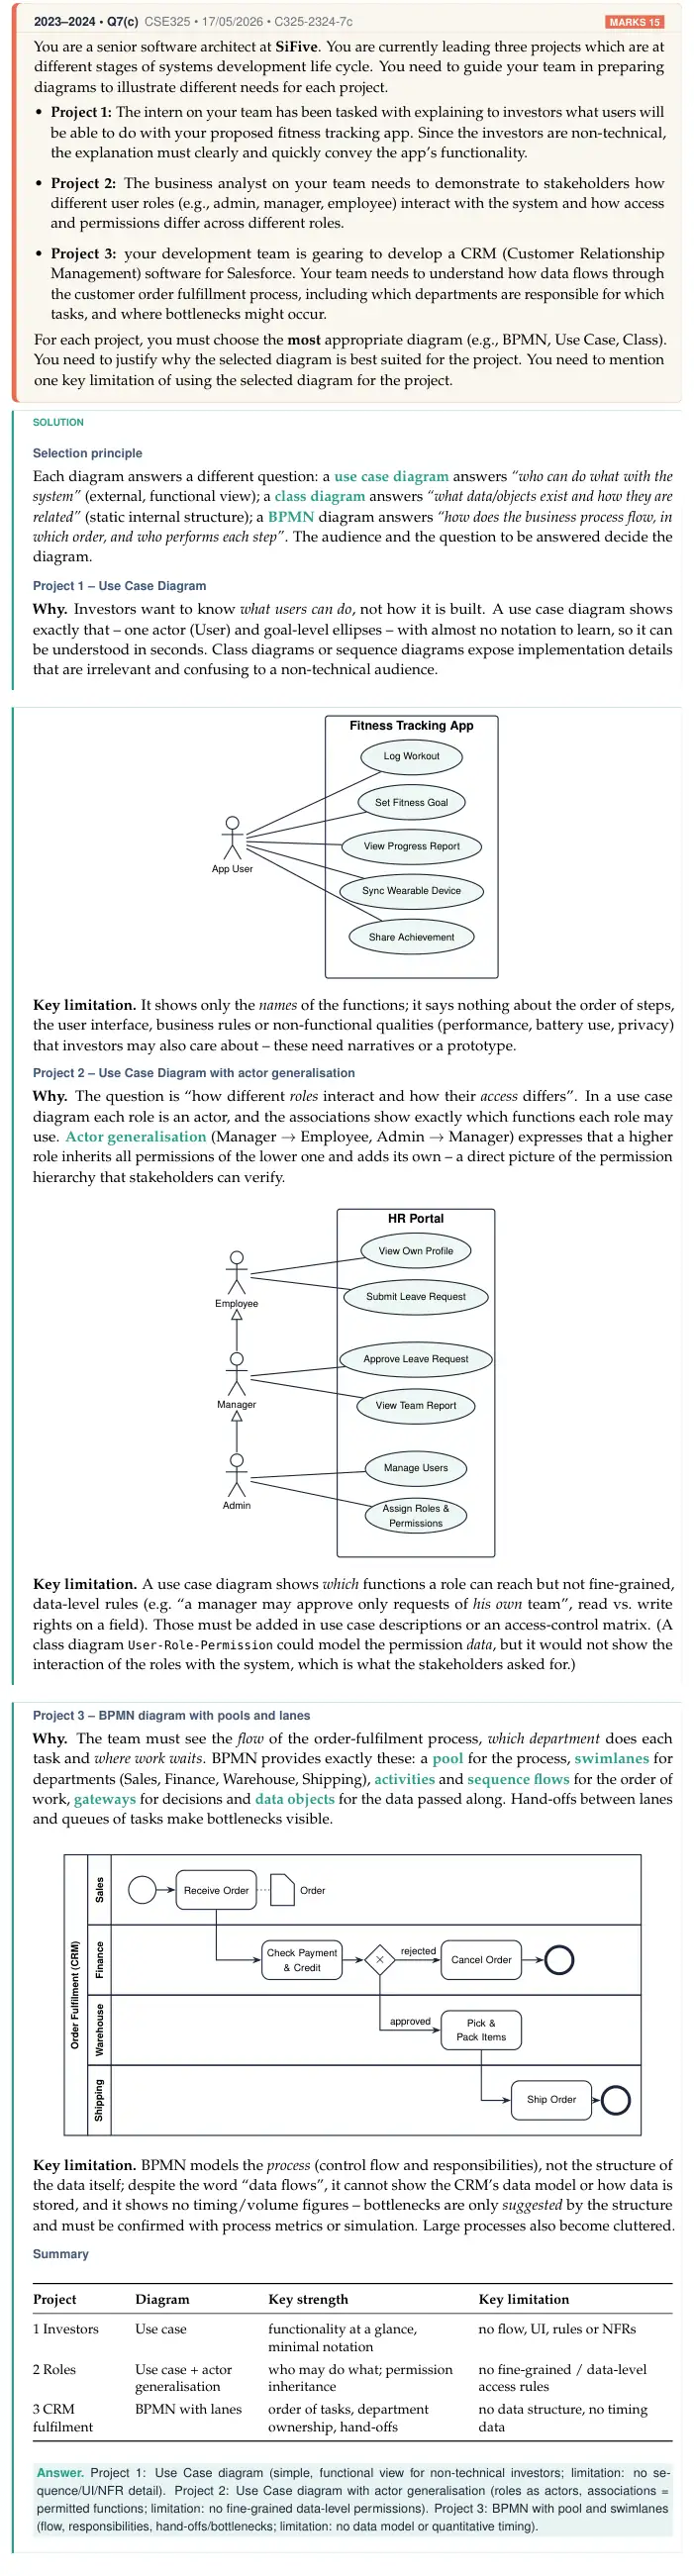 2023–2024 • Q7(c) CSE325 • 17/05/2026 • C325-2324-7c MARKS 15
You are a senior software architect at SiFive. You are currently leading three projects which are at
different stages of systems development life cycle. You need to guide your team in preparing
diagrams to illustrate different needs for each project.
• Project 1: The intern on your team has been tasked with explaining to investors what users will
be able to do with your proposed fitness tracking app. Since the investors are non-technical,
the explanation must clearly and quickly convey the app's functionality.
• Project 2: The business analyst on your team needs to demonstrate to stakeholders how
different user roles (e.g., admin, manager, employee) interact with the system and how access
and permissions differ across different roles.
• Project 3: your development team is gearing to develop a CRM (Customer Relationship
Management) software for Salesforce. Your team needs to understand how data flows through
the customer order fulfillment process, including which departments are responsible for which
tasks, and where bottlenecks might occur.
For each project, you must choose the most appropriate diagram (e.g., BPMN, Use Case, Class).
You need to justify why the selected diagram is best suited for the project. You need to mention
one key limitation of using the selected diagram for the project.
SOLUTION
Selection principle
Each diagram answers a different question: a use case diagram answers "who can do what with the
system" (external, functional view); a class diagram answers "what data/objects exist and how they are
related" (static internal structure); a BPMN diagram answers "how does the business process flow, in
which order, and who performs each step". The audience and the question to be answered decide the
diagram.
Project 1 – Use Case Diagram
Why. Investors want to know what users can do, not how it is built. A use case diagram shows
exactly that – one actor (User) and goal-level ellipses – with almost no notation to learn, so it can
be understood in seconds. Class diagrams or sequence diagrams expose implementation details
that are irrelevant and confusing to a non-technical audience.
Fitness Tracking App
Log Workout
Set Fitness Goal
View Progress Report
App User
Sync Wearable Device
Share Achievement
Key limitation. It shows only the names of the functions; it says nothing about the order of steps,
the user interface, business rules or non-functional qualities (performance, battery use, privacy)
that investors may also care about – these need narratives or a prototype.
Project 2 – Use Case Diagram with actor generalisation
Why. The question is "how different roles interact and how their access differs". In a use case
diagram each role is an actor, and the associations show exactly which functions each role may
use. Actor generalisation (Manager → Employee, Admin → Manager) expresses that a higher
role inherits all permissions of the lower one and adds its own – a direct picture of the permission
hierarchy that stakeholders can verify.
HR Portal
View Own Profile
Submit Leave Request
Employee
Approve Leave Request
Manager
View Team Report
Manage Users
Admin
Assign Roles &
Permissions
Key limitation. A use case diagram shows which functions a role can reach but not fine-grained,
data-level rules (e.g. "a manager may approve only requests of his own team", read vs. write
rights on a field). Those must be added in use case descriptions or an access-control matrix. (A
class diagram User-Role-Permission could model the permission data, but it would not show the
interaction of the roles with the system, which is what the stakeholders asked for.)
Project 3 – BPMN diagram with pools and lanes
Why. The team must see the flow of the order-fulfilment process, which department does each
task and where work waits. BPMN provides exactly these: a pool for the process, swimlanes for
departments (Sales, Finance, Warehouse, Shipping), activities and sequence flows for the order of
work, gateways for decisions and data objects for the data passed along. Hand-offs between lanes
and queues of tasks make bottlenecks visible.
Order Fulfilment (CRM)
Sales
Receive Order
Order
Finance
Check Payment
& Credit
rejected
Cancel Order
Warehouse
approved
Pick &
Pack Items
Shipping
Ship Order
Key limitation. BPMN models the process (control flow and responsibilities), not the structure of
the data itself; despite the word "data flows", it cannot show the CRM's data model or how data is
stored, and it shows no timing/volume figures – bottlenecks are only suggested by the structure
and must be confirmed with process metrics or simulation. Large processes also become cluttered.
Summary
Project Diagram Key strength Key limitation
1 Investors Use case functionality at a glance, no flow, UI, rules or NFRs
minimal notation
2 Roles Use case + actor who may do what; permission no fine-grained / data-level
generalisation inheritance access rules
3 CRM BPMN with lanes order of tasks, department no data structure, no timing
fulfilment ownership, hand-offs data
Answer. Project 1: Use Case diagram (simple, functional view for non-technical investors; limitation: no se-
quence/UI/NFR detail). Project 2: Use Case diagram with actor generalisation (roles as actors, associations =
permitted functions; limitation: no fine-grained data-level permissions). Project 3: BPMN with pool and swimlanes
(flow, responsibilities, hand-offs/bottlenecks; limitation: no data model or quantitative timing).